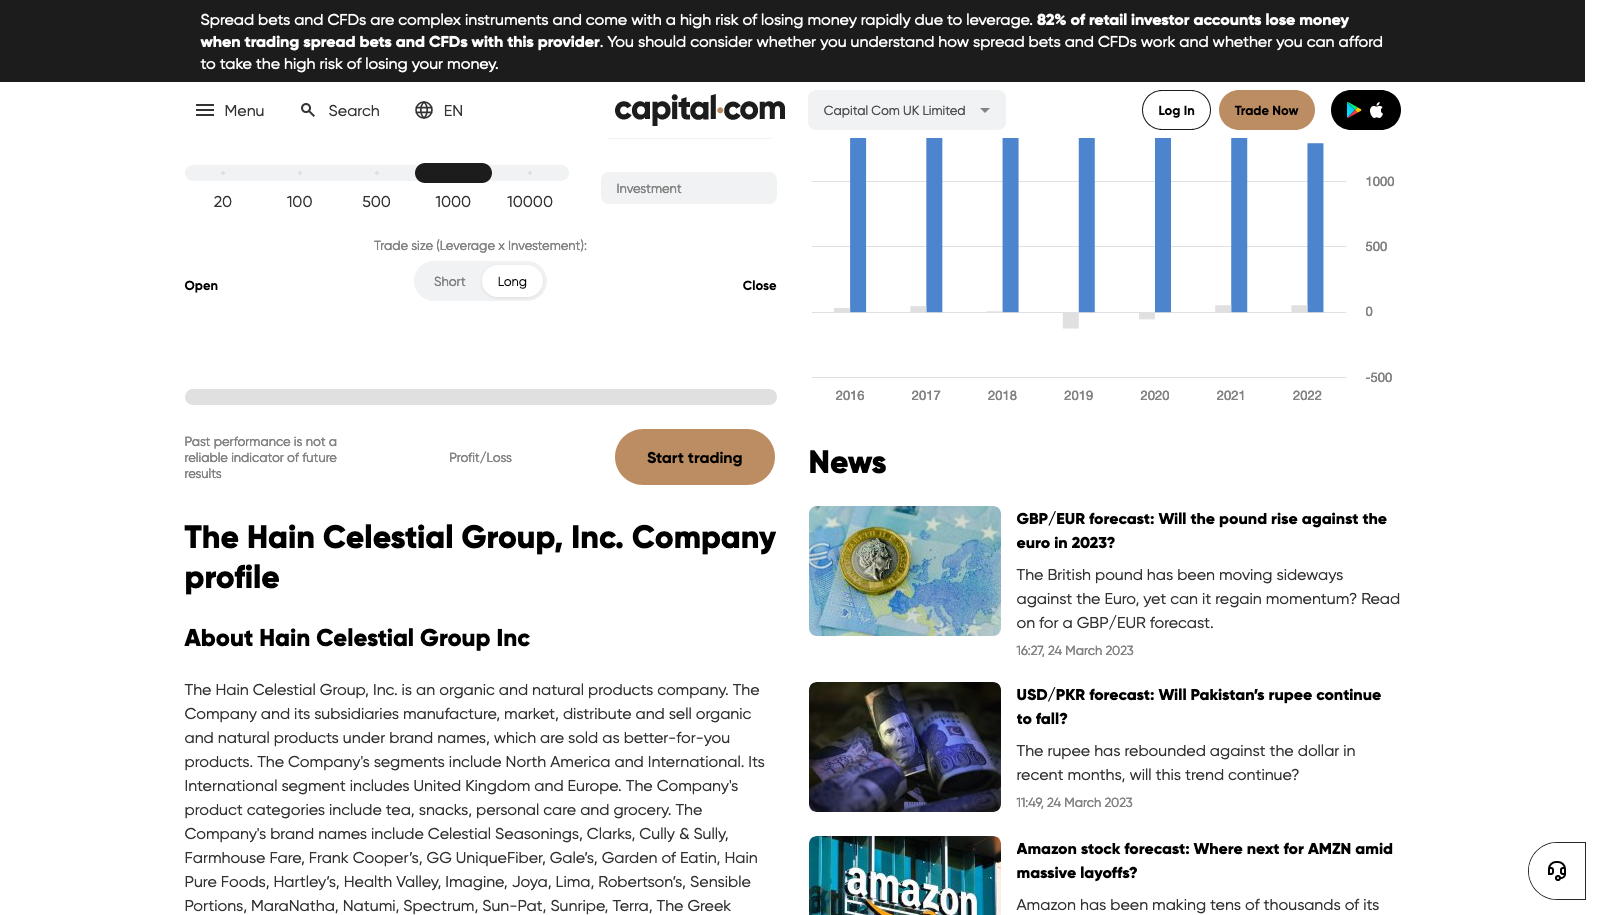 Spread bets and CFDs are complex instruments and come with a high risk of losing money rapidly due to leverage. 82% of retail investor accounts lose money
when trading spread bets and CFDs with this provider. You should consider whether you understand how spread bets and CFDs work and whether you can afford
to take the high risk of losing your money.
Menu
Search
EN
capital.com
Capital Com UK Limited
Log In
Trade Now
20
100
500
1000
10000
Investment
Trade size (Leverage x Investement):
Open
Short
Long
Close
Past performance is not a
reliable indicator of future
results
Profit/Loss
Start trading
The Hain Celestial Group, Inc. Company
profile
About Hain Celestial Group Inc
The Hain Celestial Group, Inc. is an organic and natural products company. The
Company and its subsidiaries manufacture, market, distribute and sell organic
and natural products under brand names, which are sold as better-for-you
products. The Company's segments include North America and International. Its
International segment includes United Kingdom and Europe. The Company's
product categories include tea, snacks, personal care and grocery. The
Company's brand names include Celestial Seasonings, Clarks, Cully & Sully,
Farmhouse Fare, Frank Cooper's, GG UniqueFiber, Gale's, Garden of Eatin, Hain
Pure Foods, Hartley's, Health Valley, Imagine, Joya, Lima, Robertson's, Sensible
Portions, MaraNatha, Natumi, Spectrum, Sun-Pat, Sunripe, Terra, The Greek
1000
500
0
-500
2016
2017
2018
2019
2020
2021
2022
News
GBP/EUR forecast: Will the pound rise against the
euro in 2023?
The British pound has been moving sideways
against the Euro, yet can it regain momentum? Read
on for a GBP/EUR forecast.
16:27, 24 March 2023
USD/PKR forecast: Will Pakistan's rupee continue
to fall?
The rupee has rebounded against the dollar in
recent months, will this trend continue?
11:49, 24 March 2023
amazon
Amazon stock forecast: Where next for AMZN amid
massive layoffs?
Amazon has been making tens of thousands of its